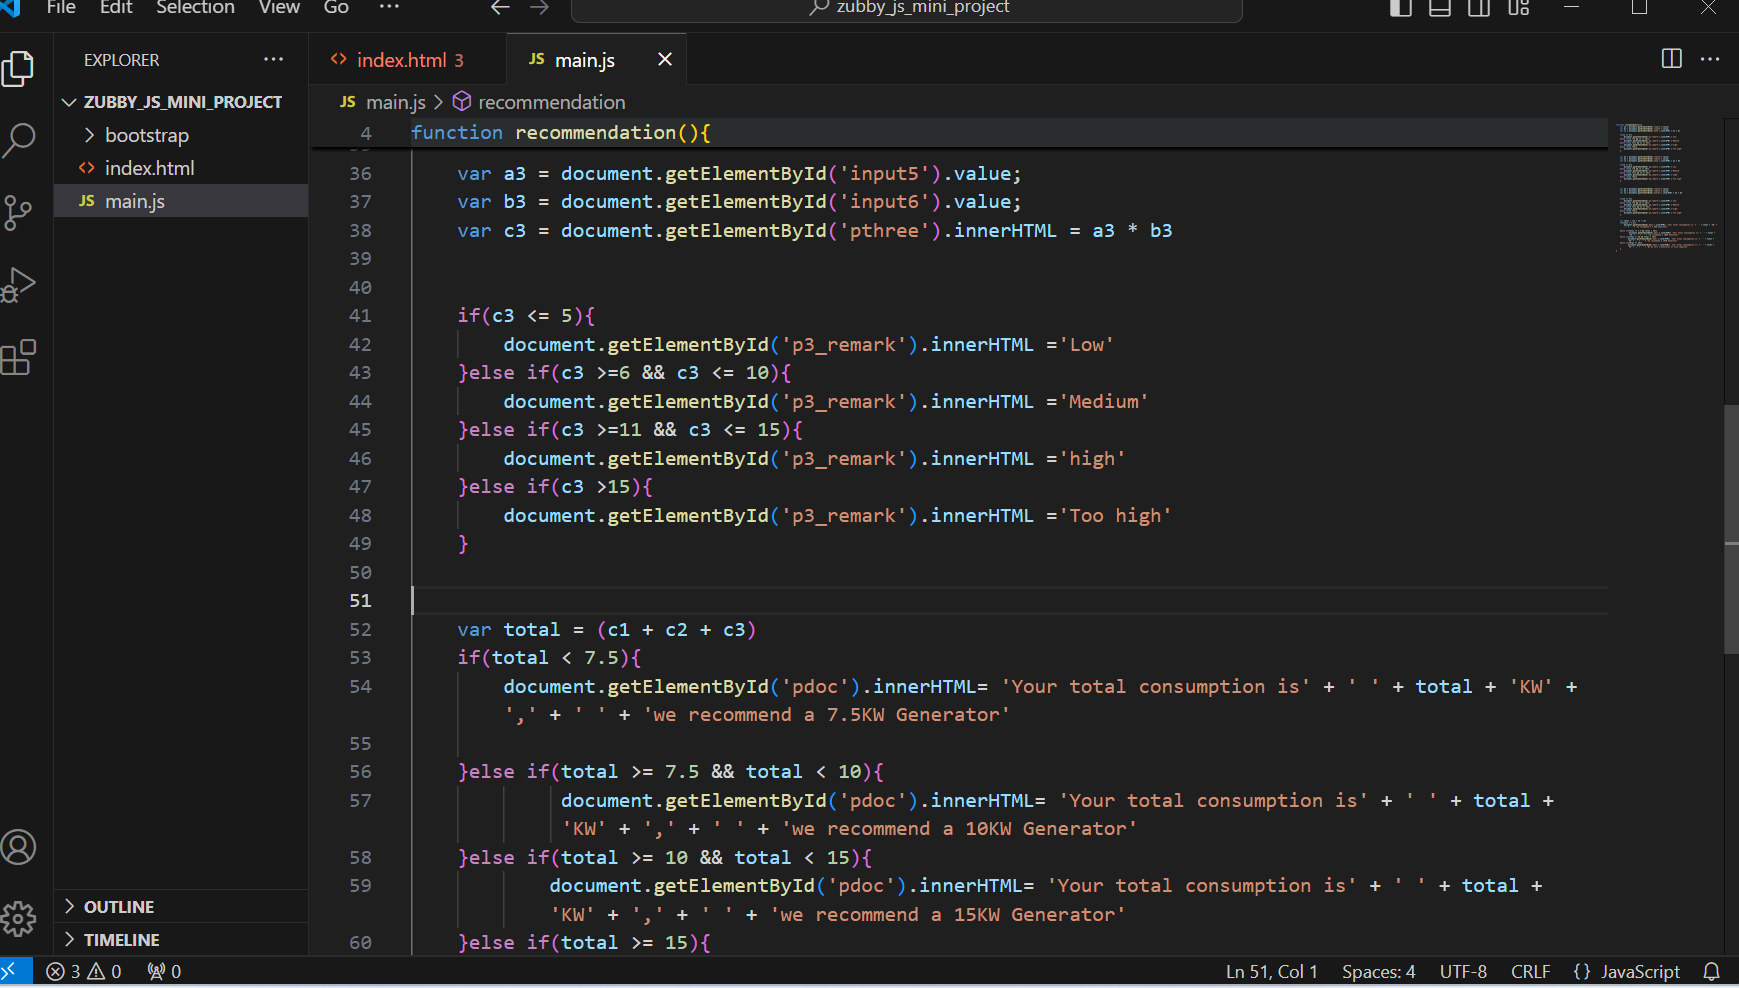 File Edit Selection View Go ··· zubby_js_mini_project
EXPLORER ···
ZUBBY_JS_MINI_PROJECT
bootstrap
index.html
JS main.js
index.html 3 JS main.js
JS main.js > recommendation
4 function recommendation(){
36 var a3 = document.getElementById('input5').value;
37 var b3 = document.getElementById('input6').value;
38 var c3 = document.getElementById('pthree').innerHTML = a3 * b3
39
40
41 if(c3 <= 5){
42 document.getElementById('p3_remark').innerHTML ='Low'
43 }else if(c3 >=6 && c3 <= 10){
44 document.getElementById('p3_remark').innerHTML ='Medium'
45 }else if(c3 >=11 && c3 <= 15){
46 document.getElementById('p3_remark').innerHTML ='high'
47 }else if(c3 >15){
48 document.getElementById('p3_remark').innerHTML ='Too high'
49 }
50
51
52 var total = (c1 + c2 + c3)
53 if(total < 7.5){
54 document.getElementById('pdoc').innerHTML= 'Your total consumption is' + ' ' + total + 'KW' +
',' + ' ' + 'we recommend a 7.5KW Generator'
55
56 }else if(total >= 7.5 && total < 10){
57 document.getElementById('pdoc').innerHTML= 'Your total consumption is' + ' ' + total +
'KW' + ',' + ' ' + 'we recommend a 10KW Generator'
58 }else if(total >= 10 && total < 15){
59 document.getElementById('pdoc').innerHTML= 'Your total consumption is' + ' ' + total +
'KW' + ',' + ' ' + 'we recommend a 15KW Generator'
60 }else if(total >= 15){
OUTLINE
TIMELINE
3 0 0 Ln 51, Col 1 Spaces: 4 UTF-8 CRLF {} JavaScript